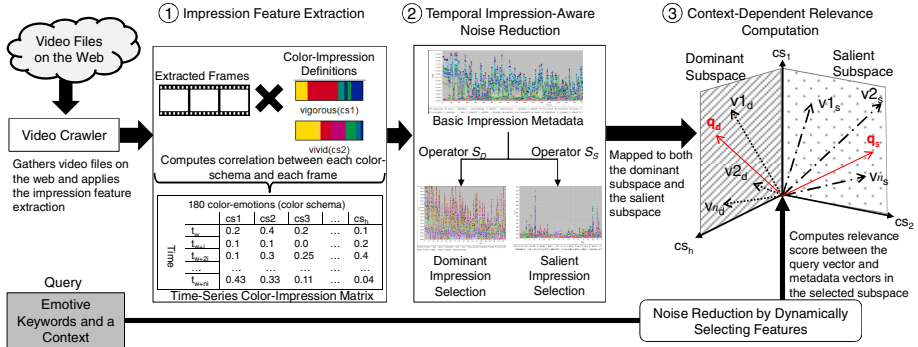 1 Impression Feature Extraction
2 Temporal Impression-Aware
Noise Reduction
3 Context-Dependent Relevance
Computation
Video Files
on the Web
Video Crawler
Gathers video files on
the web and applies
the impression feature
extraction
Extracted Frames
Color-Impression
Definitions
vigorous(cs1)
vivid(cs2)
Computes correlation between each color-
schema and each frame
180 color-emotions (color schema)
cs1 cs2 cs3 ... csh
Time
tw 0.2 0.4 0.2 ... 0.1
tw+i 0.1 0.1 0.0 ... 0.2
tw+2i 0.1 0.3 0.25 ... 0.4
... ... ... ...
tw+ni 0.43 0.33 0.11 ... 0.04
Time-Series Color-Impression Matrix
Basic Impression Metadata
Operator SD
Operator SS
Dominant
Impression
Selection
Salient
Impression
Selection
Mapped to both
the dominant
subspace and
the salient
subspace
Dominant
Subspace
Salient
Subspace
cs1
v1d
v1s
v2s
qd
qs
v2d
vnd
vns
csh
cs2
Computes relevance
score between the
query vector and
metadata vectors in
the selected subspace
Query
Emotive
Keywords and a
Context
Noise Reduction by Dynamically
Selecting Features